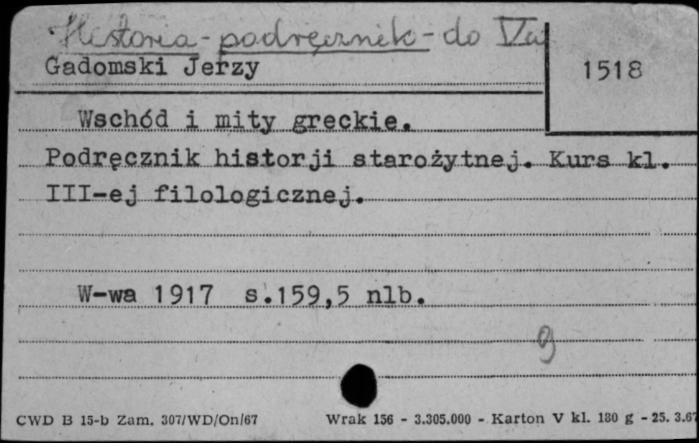 Historia - podręcznik - do V w
Gadomski Jerzy
1518
Wschód i mity greckie.
Podręcznik historji starożytnej. Kurs kl.
III-ej filologicznej.
W-wa 1917 s.159,5 nlb.
9
CWD B 15-b Zam. 307/WD/On/67 Wrak 156 - 3.305.000 - Karton V kl. 180 g - 25. 3.67